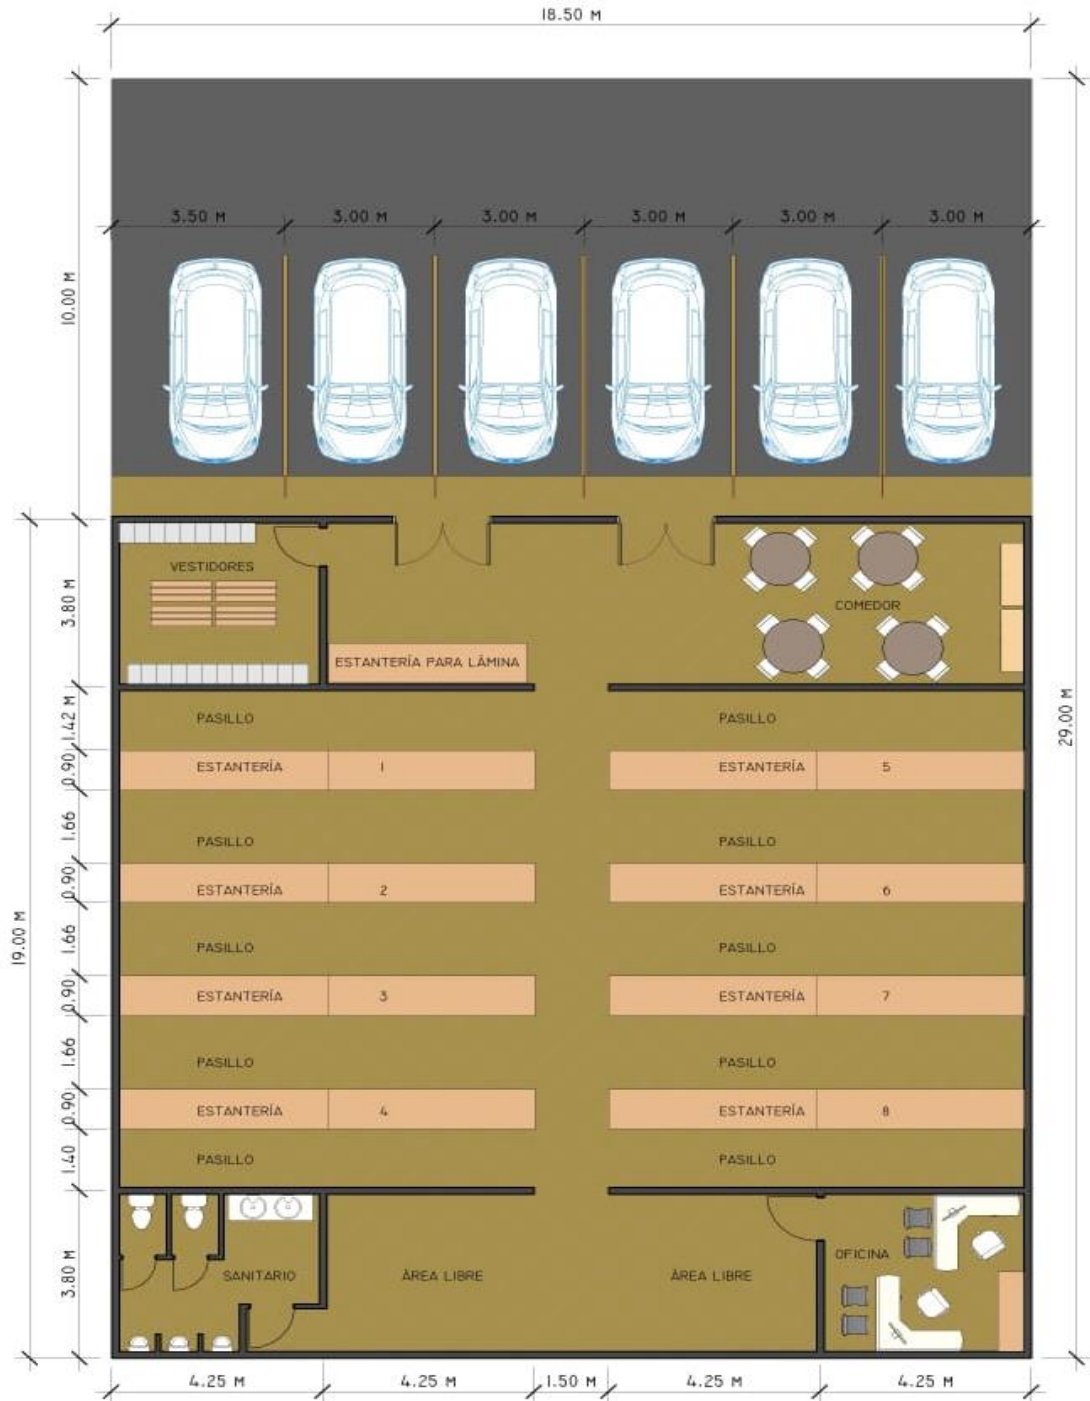 18.50 M
3.50 M 3.00 M 3.00 M 3.00 M 3.00 M 3.00 M
10.00 M
VESTIDORES
COMEDOR
3.80 M
ESTANTERÍA PARA LÁMINA
1.42 M
PASILLO PASILLO
29.00 M
0.90
ESTANTERÍA 1 ESTANTERÍA 5
1.66
PASILLO PASILLO
0.90
ESTANTERÍA 2 ESTANTERÍA 6
19.00 M
1.66
PASILLO PASILLO
0.90
ESTANTERÍA 3 ESTANTERÍA 7
1.66
PASILLO PASILLO
0.90
ESTANTERÍA 4 ESTANTERÍA 8
1.40
PASILLO PASILLO
3.80 M
OFICINA
SANITARIO ÀREA LIBRE ÀREA LIBRE
4.25 M 4.25 M 1.50 M 4.25 M 4.25 M